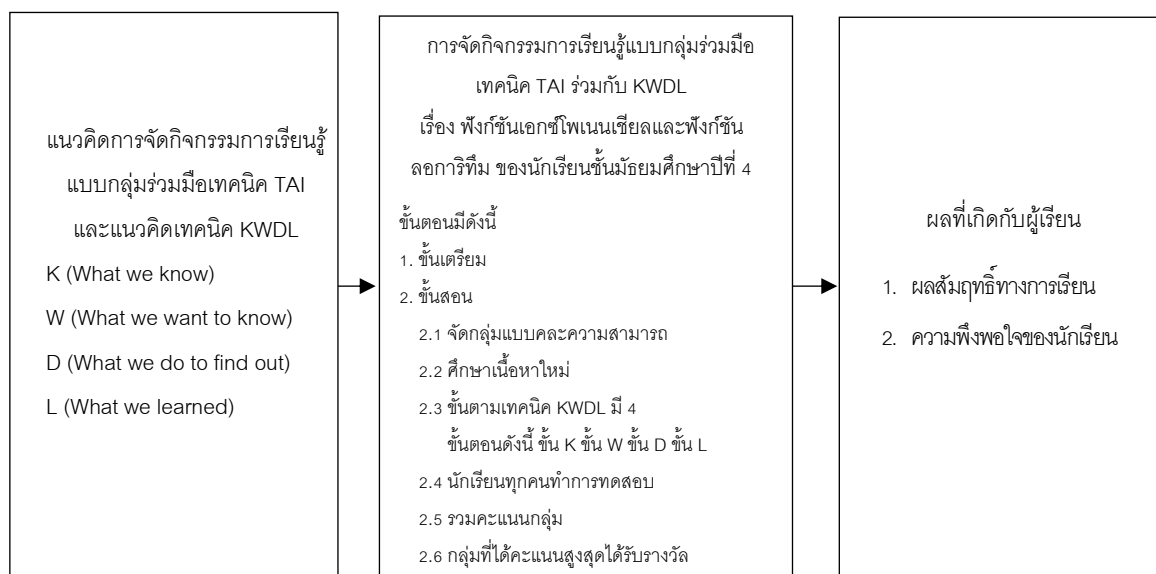 แนวคิดการจัดกิจกรรมการเรียนรู้
แบบกลุ่มร่วมมือเทคนิค TAI
และแนวคิดเทคนิค KWDL
K (What we know)
W (What we want to know)
D (What we do to find out)
L (What we learned)
การจัดกิจกรรมการเรียนรู้แบบกลุ่มร่วมมือ
เทคนิค TAI ร่วมกับ KWDL
เรื่อง ฟังก์ชันเอกซ์โพเนนเชียลและฟังก์ชัน
ลอการิทึม ของนักเรียนชั้นมัธยมศึกษาปีที่ 4
ขั้นตอนมีดังนี้
1. ขั้นเตรียม
2. ขั้นสอน
2.1 จัดกลุ่มแบบคละความสามารถ
2.2 ศึกษาเนื้อหาใหม่
2.3 ขั้นตามเทคนิค KWDL มี 4
ขั้นตอนดังนี้ ขั้น K ขั้น W ขั้น D ขั้น L
2.4 นักเรียนทุกคนทำการทดสอบ
2.5 รวมคะแนนกลุ่ม
2.6 กลุ่มที่ได้คะแนนสูงสุดได้รับรางวัล
ผลที่เกิดกับผู้เรียน
1. ผลสัมฤทธิ์ทางการเรียน
2. ความพึงพอใจของนักเรียน